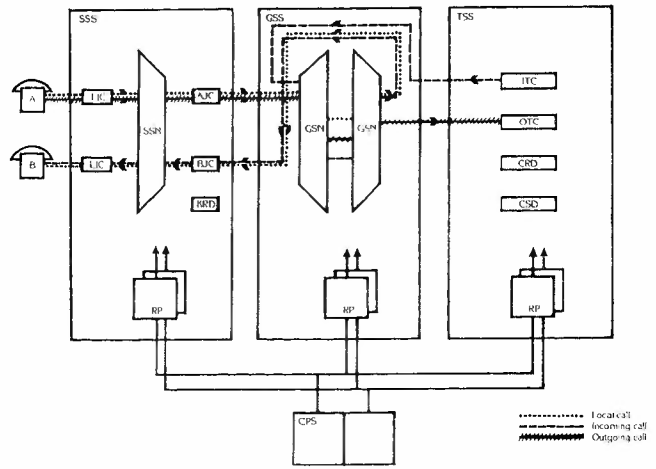 SSS
GSS
TSS
A
LIC
SSN
AJC
GSN
GSN
ITC
OTC
B
LIC
BJC
CRD
KRD
CSD
RP
RP
RP
CPS
Local call
Incoming call
Outgoing call